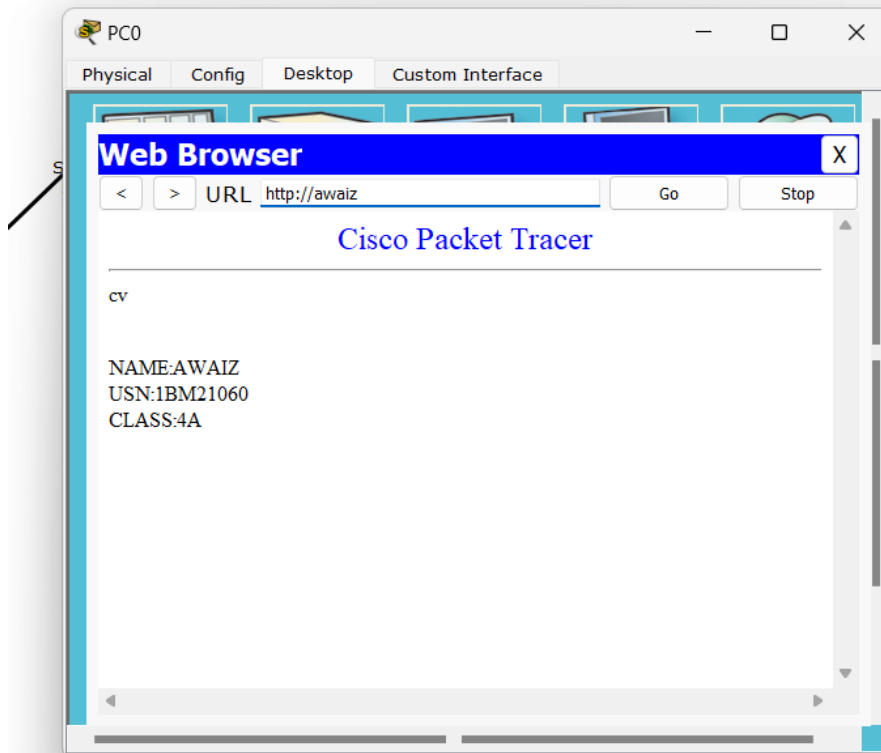 PC0
Physical Config Desktop Custom Interface
S
Web Browser X
< > URL http://awaiz Go Stop
Cisco Packet Tracer
cv
NAME:AWAIZ
USN:1BM21060
CLASS:4A